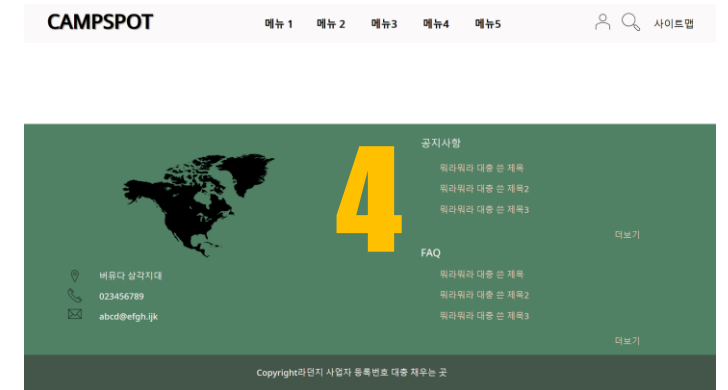 CAMPSPOT
메뉴 1 메뉴 2 메뉴3 메뉴4 메뉴5
사이트맵
4
공지사항
뭐라뭐라 대충 쓴 제목
뭐라뭐라 대충 쓴 제목2
뭐라뭐라 대충 쓴 제목3
더보기
FAQ
뭐라뭐라 대충 쓴 제목
뭐라뭐라 대충 쓴 제목2
뭐라뭐라 대충 쓴 제목3
더보기
버뮤다 삼각지대
023456789
abcd@efgh.ijk
Copyright라던지 사업자 등록번호 대충 채우는 곳